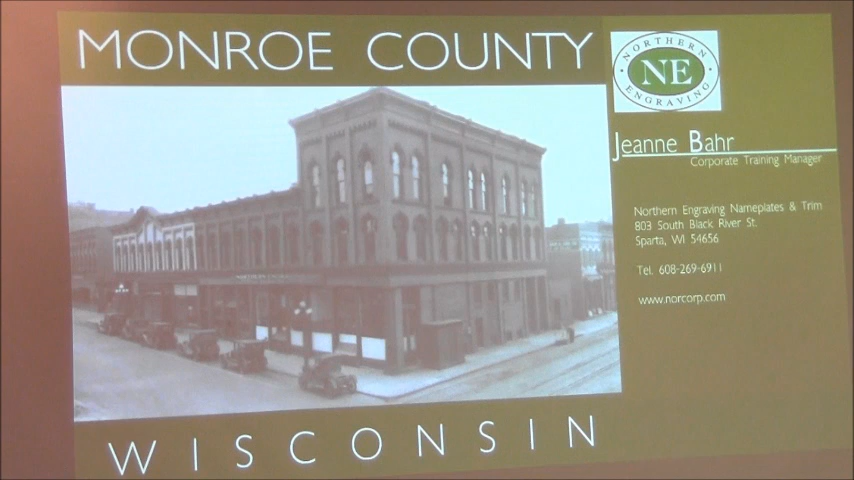 MONROE COUNTY
NORTHERN
NE
ENGRAVING
Jeanne Bahr
Corporate Training Manager
Northern Engraving Nameplates & Trim
803 South Black River St.
Sparta, WI 54656
Tel. 608-269-6911
www.norcorp.com
WISCONSIN